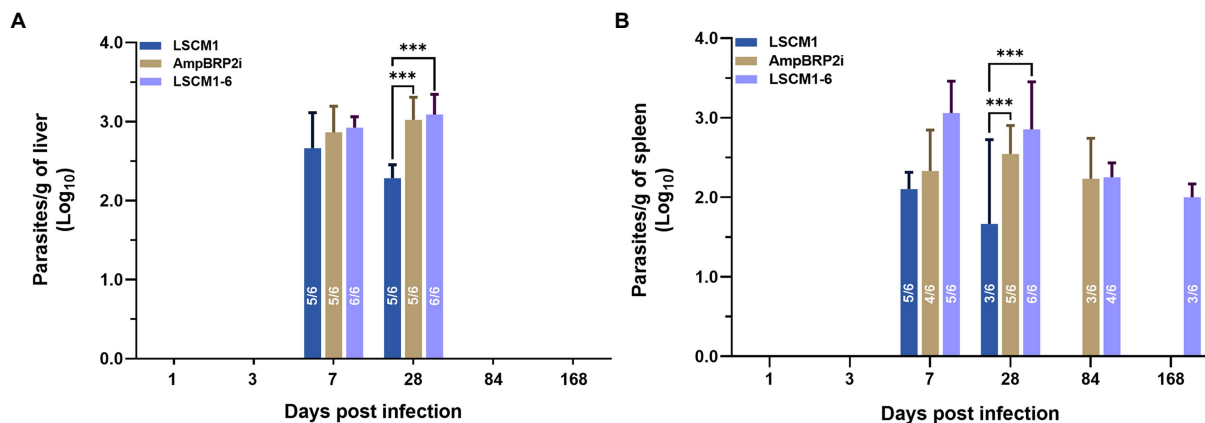 A
Parasites/g of liver
(Log10)
4.0
3.0
2.0
1.0
0.0
LSCM1
AmpBRP2i
LSCM1-6
***
***
5/6
5/6
6/6
5/6
5/6
6/6
1
3
7
28
84
168
Days post infection
B
Parasites/g of spleen
(Log10)
4.0
3.0
2.0
1.0
0.0
LSCM1
AmpBRP2i
LSCM1-6
***
***
5/6
4/6
5/6
3/6
5/6
6/6
3/6
4/6
3/6
1
3
7
28
84
168
Days post infection